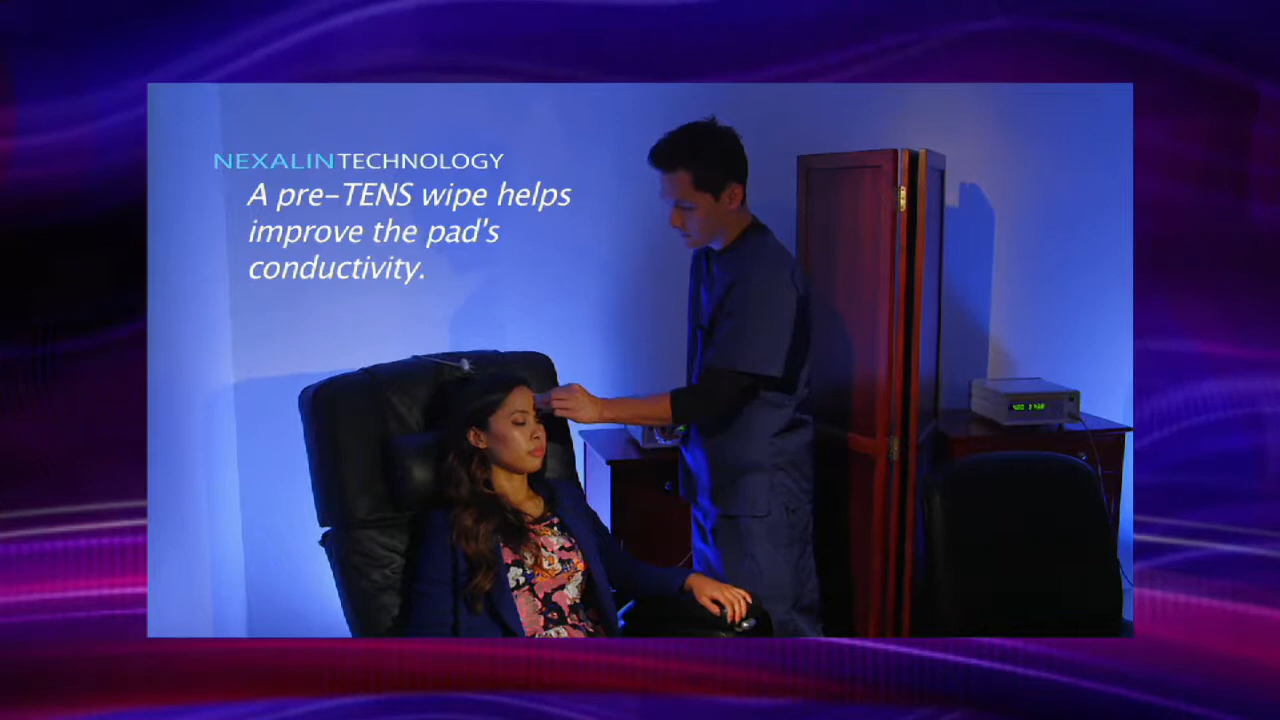 NEXALINTECHNOLOGY
A pre-TENS wipe helps
improve the pad's
conductivity.